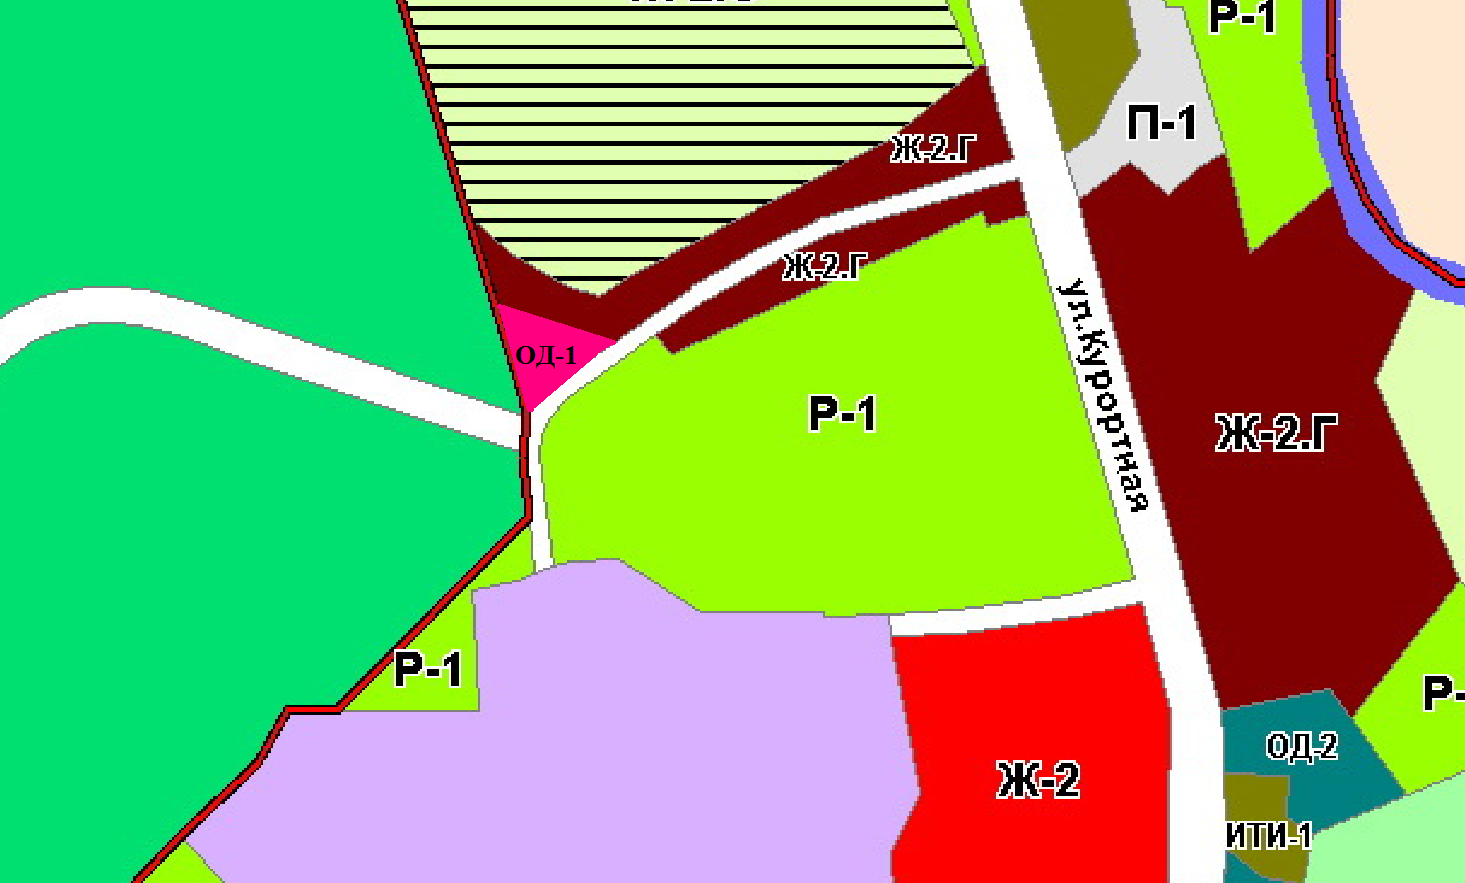 Р-1
П-1
Ж-2.Г
Ж-2.Г
ОД-1
ул.Курортная
Р-1
Ж-2.Г
Р-1
Р-
ОД-2
Ж-2
ИТИ-1